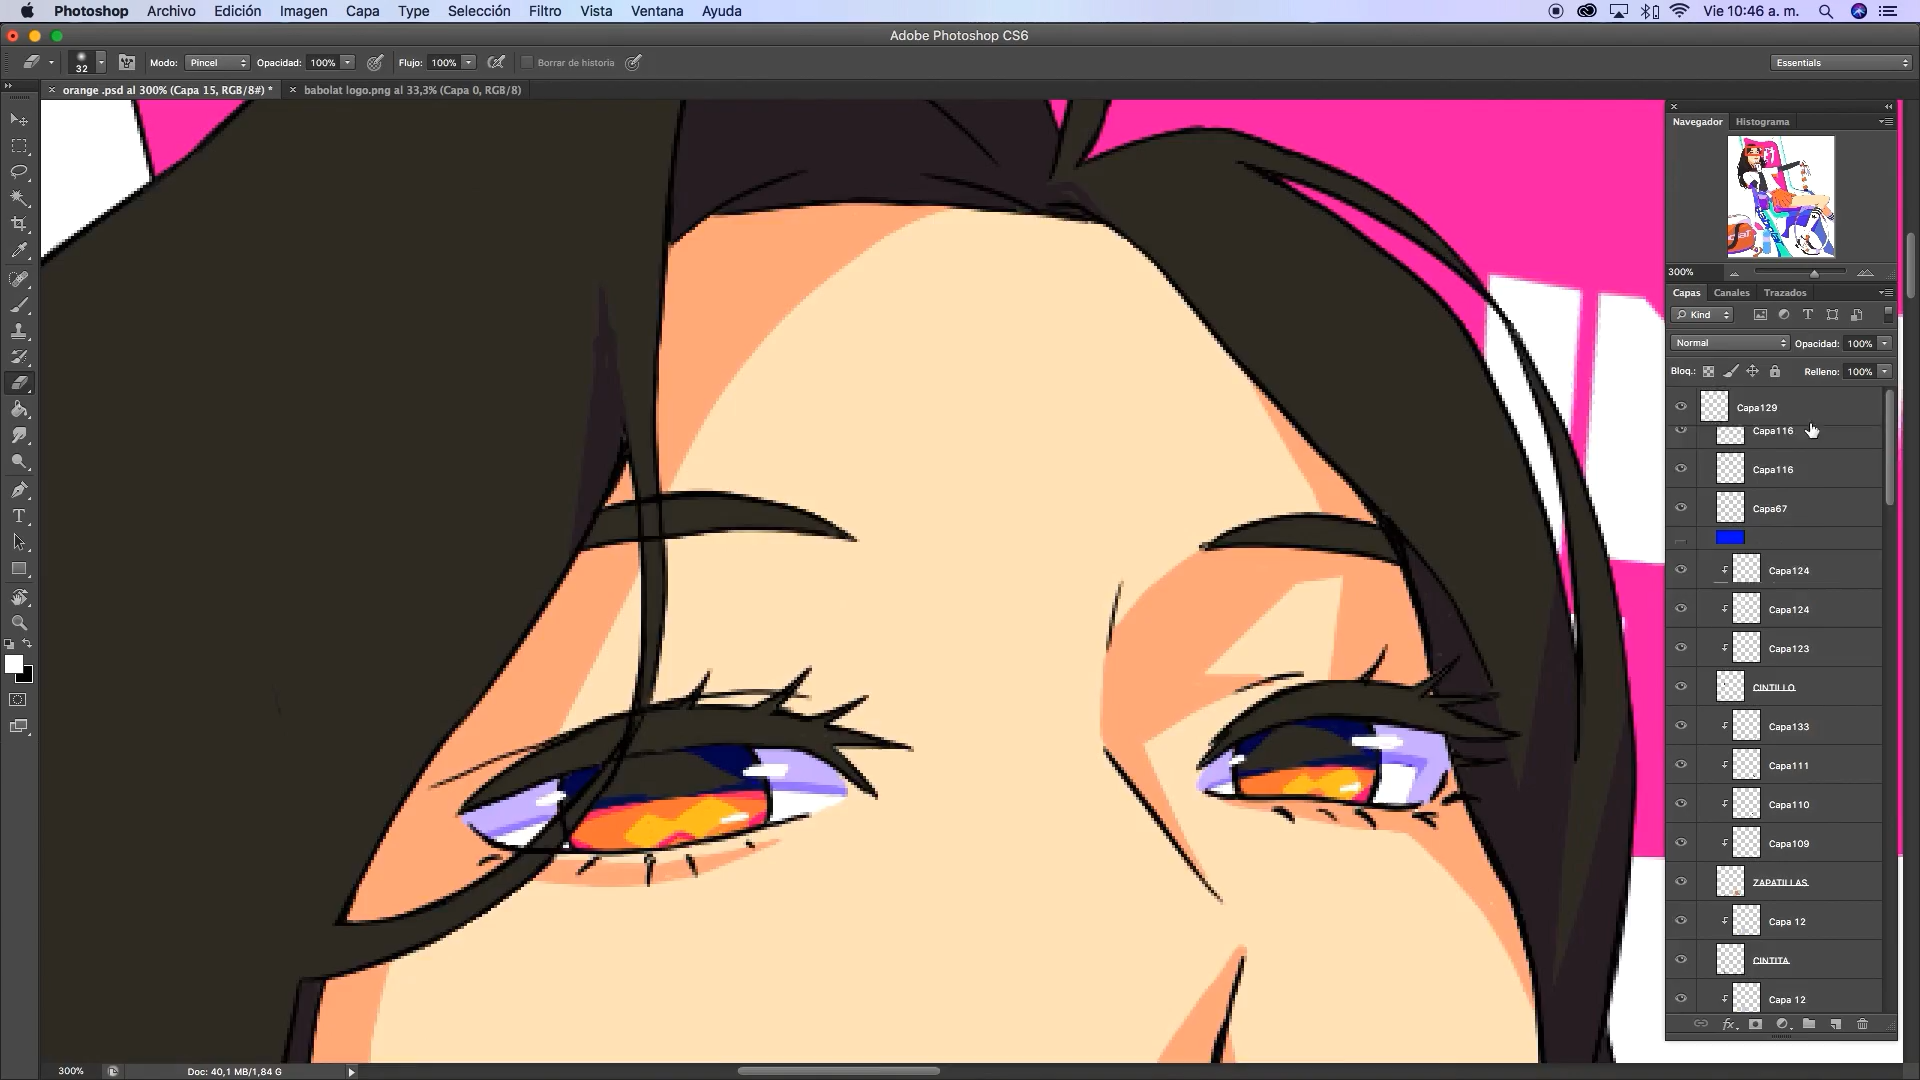 Photoshop Archivo Edición Imagen Capa Type Selección Filtro Vista Ventana Ayuda Vie 10:46 a. m.
Adobe Photoshop CS6
32 Modo: Pincel Opacidad: 100% Flujo: 100% Borrar de historia Essentials
orange .psd al 300% (Capa 15, RGB/8#) * babolat logo.png al 33,3% (Capa 0, RGB/8)
Navegador Histograma
300%
Capas Canales Trazados
Kind
Normal Opacidad: 100%
Bloq.: Relleno: 100%
Capa129
Capa116
Capa116
Capa67
Capa124
Capa124
Capa123
CINTILLO
Capa133
Capa111
Capa110
Capa109
ZAPATILLAS
Capa 12
CINTITA
Capa 12
300% Doc: 40,1 MB/1,84 G